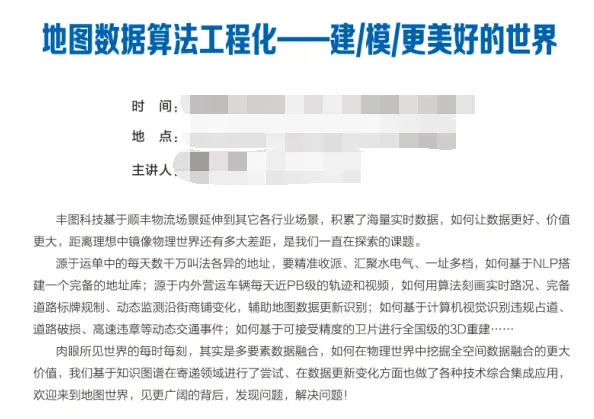 地图数据算法工程化——建/模/更美好的世界
时 间：
地 点：
主讲人：
丰图科技基于顺丰物流场景延伸到其它各行业场景，积累了海量实时数据，如何让数据更好、价值
更大，距离理想中镜像物理世界还有多大差距，是我们一直在探索的课题。
源于运单中的每天数千万叫法各异的地址，要精准收派、汇聚水电气、一址多档，如何基于NLP搭
建一个完备的地址库；源于内外营运车辆每天近PB级的轨迹和视频，如何用算法刻画实时路况、完备
道路标牌规制、动态监测沿街商铺变化，辅助地图数据更新识别；如何基于计算机视觉识别违规占道、
道路破损、高速违章等动态交通事件；如何基于可接受精度的卫片进行全国级的3D重建……
肉眼所见世界的每时每刻，其实是多要素数据融合，如何在物理世界中挖掘全空间数据融合的更大
价值，我们基于知识图谱在寄递领域进行了尝试、在数据更新变化方面也做了各种技术综合集成应用，
欢迎来到地图世界，见更广阔的背后，发现问题，解决问题！